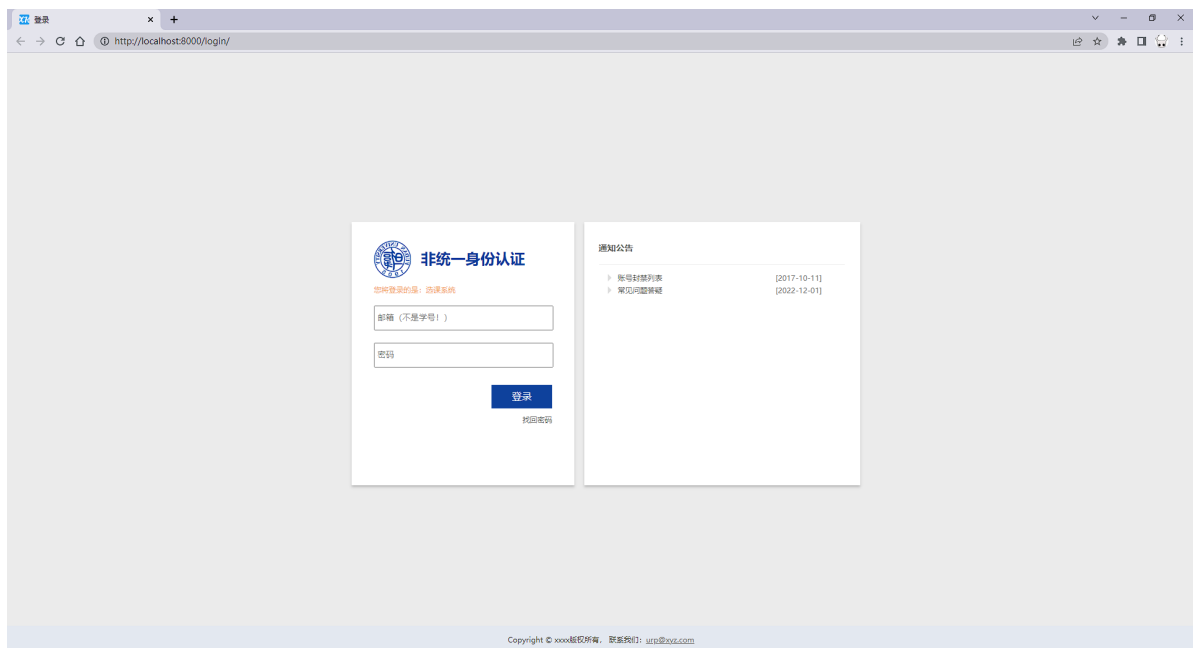 登录
http://localhost:8000/login/
非统一身份认证
您将登录的是：选课系统
邮箱（不是学号！）
密码
登录
找回密码
通知公告
账号封禁列表 [2017-10-11]
常见问题答疑 [2022-12-01]
Copyright © xxxx版权所有， 联系我们：urp@xyz.com